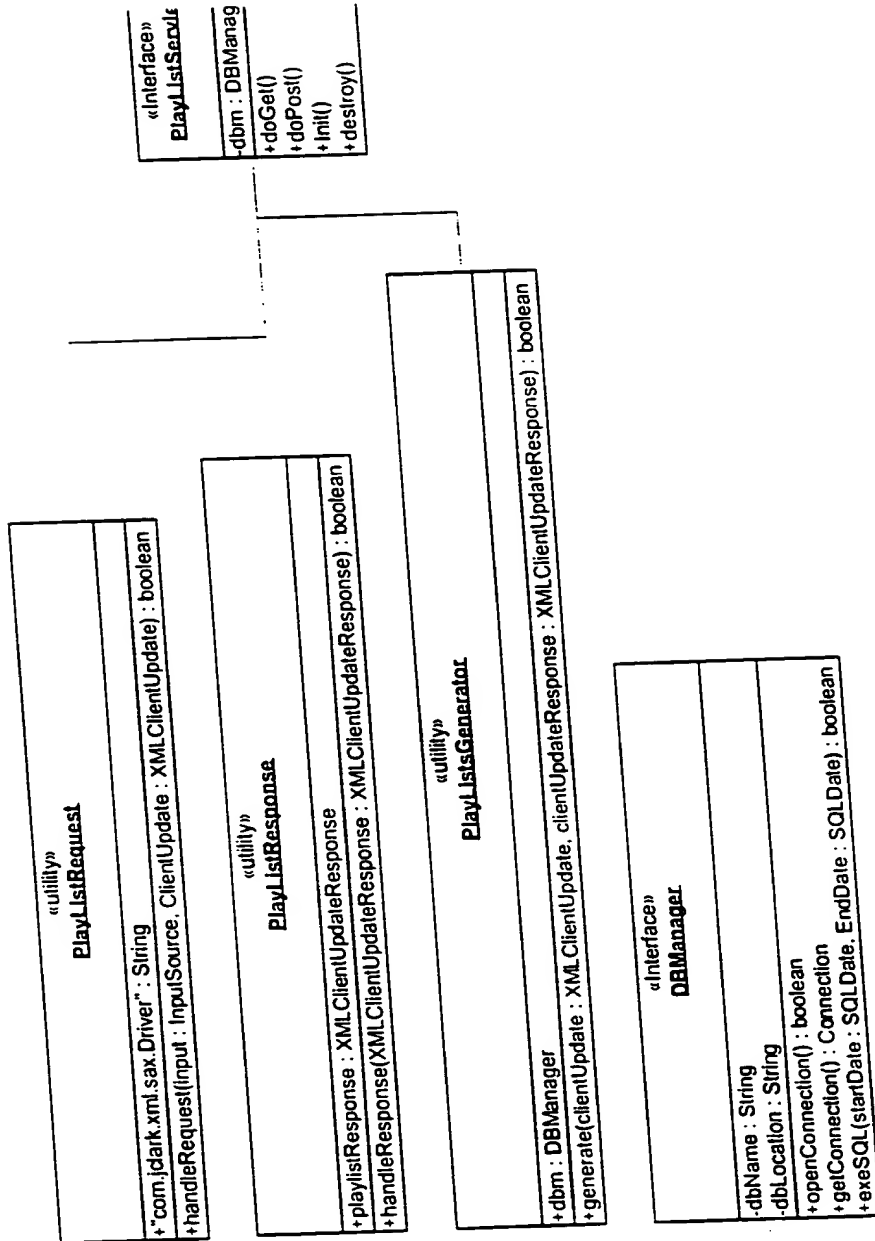 «utility»
PlayListRequest
+"com.jdark.xml.sax.Driver" : String
+handleRequest(input : InputSource, ClientUpdate : XMLClientUpdate) : boolean
«utility»
PlayListResponse
+playlistResponse : XMLClientUpdateResponse
+handleResponse(XMLClientUpdateResponse : XMLClientUpdateResponse) : boolean
«utility»
PlayListsGenerator
+dbm : DBManager
+generate(clientUpdate : XMLClientUpdate, clientUpdateResponse : XMLClientUpdateResponse) : boolean
«Interface»
DBManager
-dbName : String
-dbLocation : String
+openConnection() : boolean
+getConnection() : Connection
+exeSQL(startDate : SQLDate, EndDate : SQLDate) : boolean
«Interface»
PlayListServle
-dbm : DBManag
+doGet()
+doPost()
+Init()
+destroy()